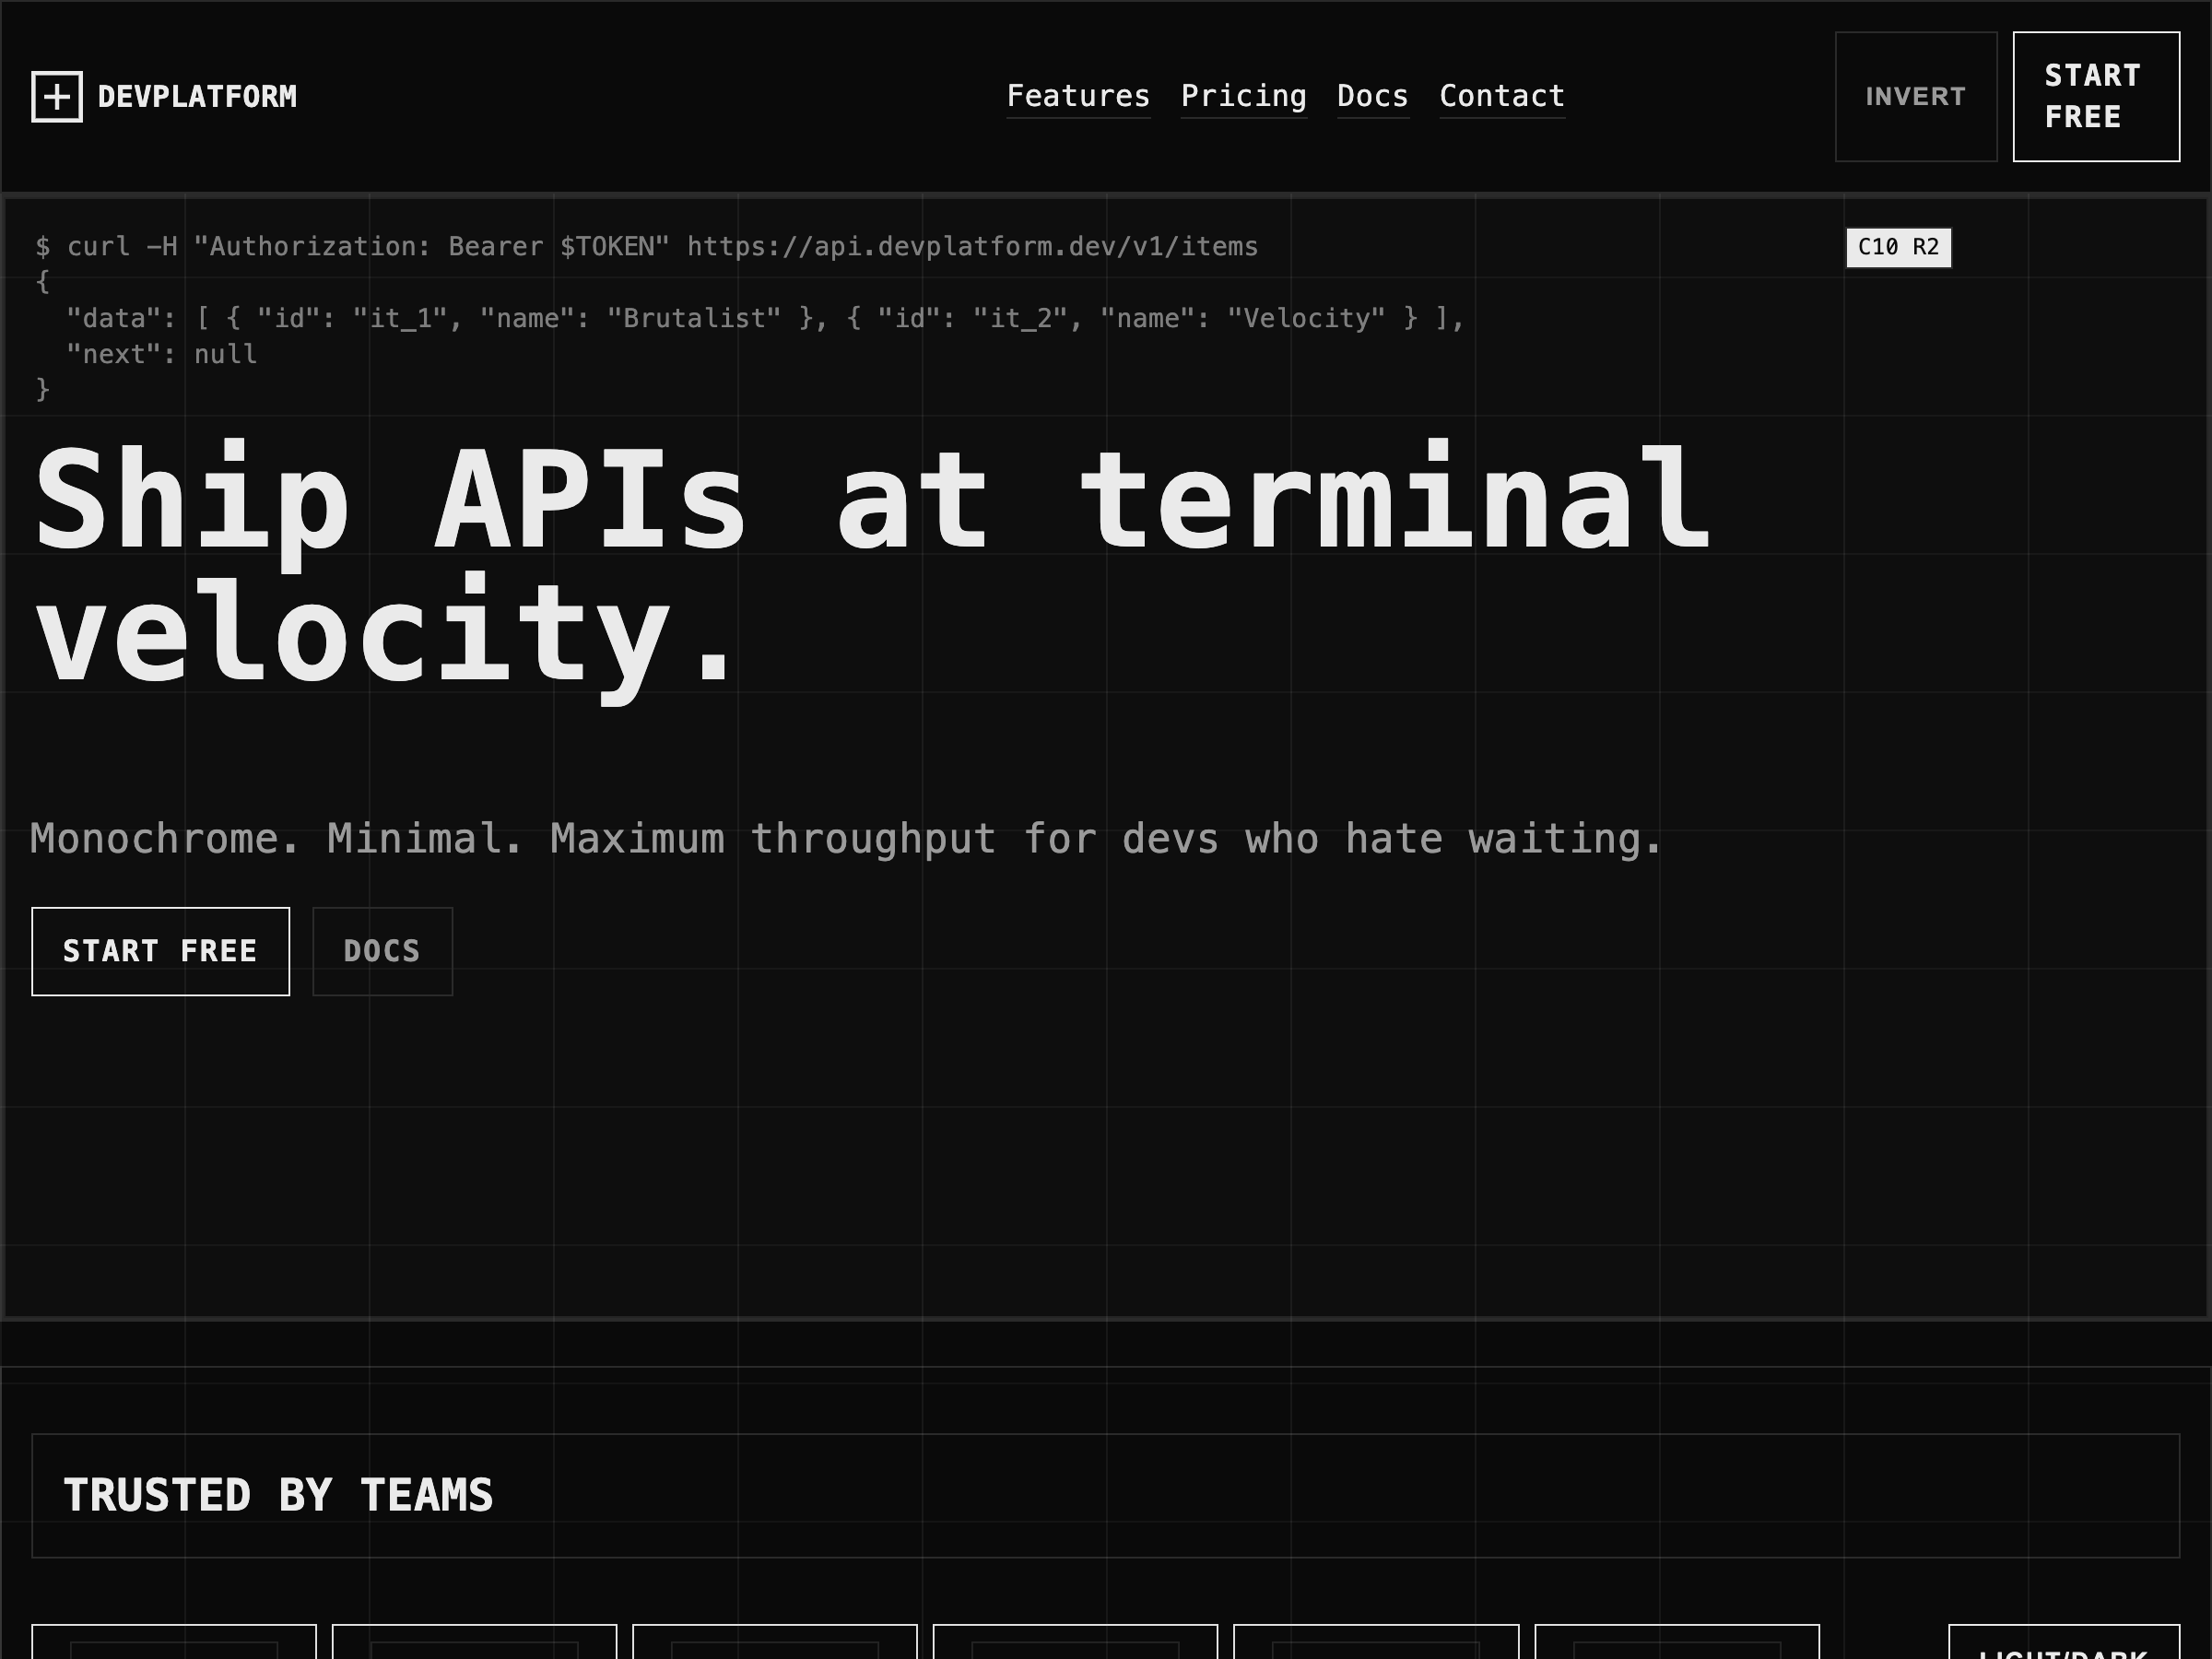 DEVPLATFORM
Features Pricing Docs Contact
INVERT
START
FREE
$ curl -H "Authorization: Bearer $TOKEN" https://api.devplatform.dev/v1/items
{
  "data": [ { "id": "it_1", "name": "Brutalist" }, { "id": "it_2", "name": "Velocity" } ],
  "next": null
}
C10 R2
Ship APIs at terminal
velocity.
Monochrome. Minimal. Maximum throughput for devs who hate waiting.
START FREE
DOCS
TRUSTED BY TEAMS
LIGHT/DARK